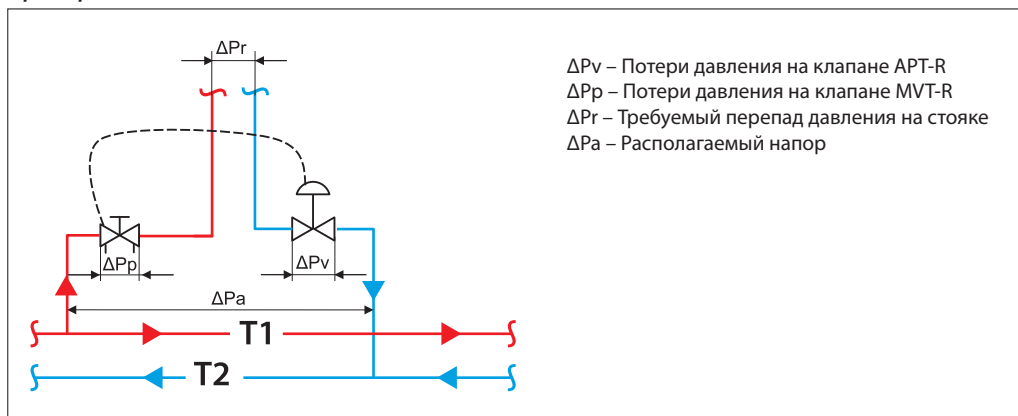 ΔPr
ΔPv – Потери давления на клапане APT-R
ΔPp – Потери давления на клапане MVT-R
ΔPr – Требуемый перепад давления на стояке
ΔPa – Располагаемый напор
ΔPp
ΔPv
ΔPa
T1
T2